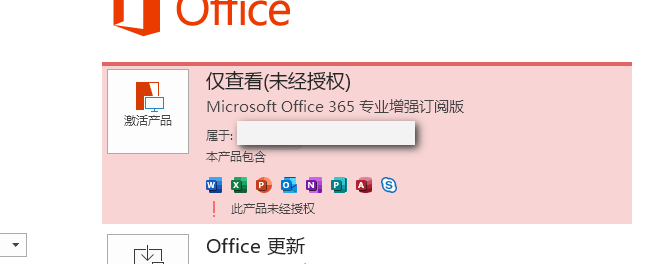 Office
仅查看(未经授权)
Microsoft Office 365 专业增强订阅版
激活产品
属于:
本产品包含
W X P O N P A S
此产品未经授权
Office 更新